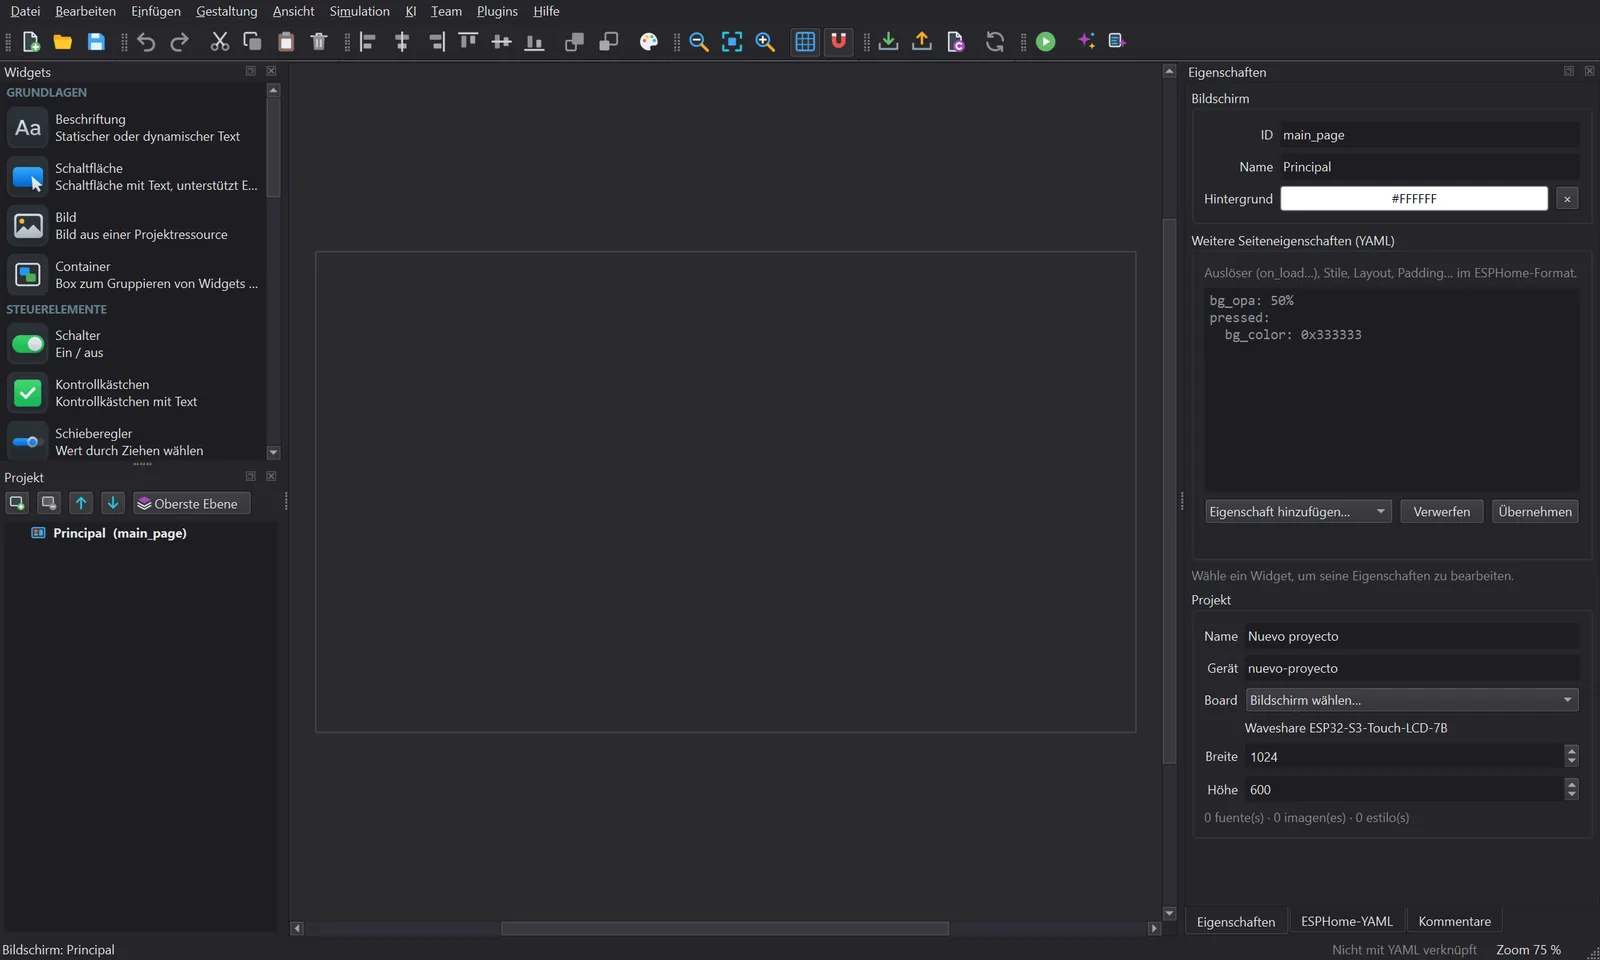 Datei Bearbeiten Einfügen Gestaltung Ansicht Simulation KI Team Plugins Hilfe
Widgets
GRUNDLAGEN
Aa
Beschriftung
Statischer oder dynamischer Text
Schaltfläche
Schaltfläche mit Text, unterstützt E...
Bild
Bild aus einer Projektressource
Container
Box zum Gruppieren von Widgets ...
STEUERELEMENTE
Schalter
Ein / aus
Kontrollkästchen
Kontrollkästchen mit Text
Schieberegler
Wert durch Ziehen wählen
Projekt
Oberste Ebene
Principal (main_page)
Eigenschaften
Bildschirm
ID main_page
Name Principal
Hintergrund #FFFFFF ×
Weitere Seiteneigenschaften (YAML)
Auslöser (on_load...), Stile, Layout, Padding... im ESPHome-Format.
bg_opa: 50%
pressed:
bg_color: 0x333333
Eigenschaft hinzufügen... Verwerfen Übernehmen
Wähle ein Widget, um seine Eigenschaften zu bearbeiten.
Projekt
Name Nuevo proyecto
Gerät nuevo-proyecto
Board Bildschirm wählen...
Waveshare ESP32-S3-Touch-LCD-7B
Breite 1024
Höhe 600
0 fuente(s) · 0 imagen(es) · 0 estilo(s)
Eigenschaften ESPHome-YAML Kommentare
Bildschirm: Principal
Nicht mit YAML verknüpft Zoom 75 %